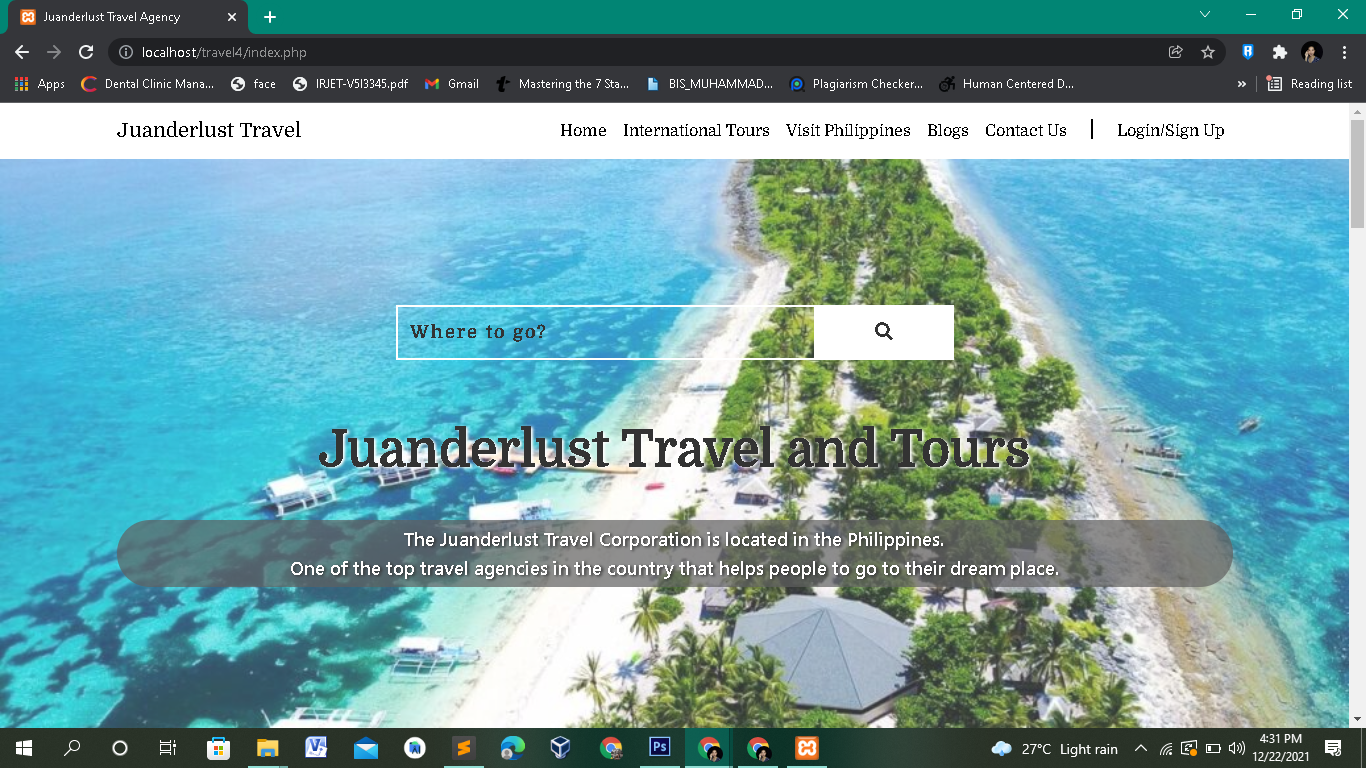 Juanderlust Travel Agency
localhost/travel4/index.php
Apps Dental Clinic Mana... face IRJET-V5I3345.pdf Gmail Mastering the 7 Sta... BIS_MUHAMMAD... Plagiarism Checker... Human Centered D... » Reading list
Juanderlust Travel Home International Tours Visit Philippines Blogs Contact Us | Login/Sign Up
Where to go?
Juanderlust Travel and Tours
The Juanderlust Travel Corporation is located in the Philippines.
One of the top travel agencies in the country that helps people to go to their dream place.
Ps
27°C Light rain
4:31 PM
12/22/2021